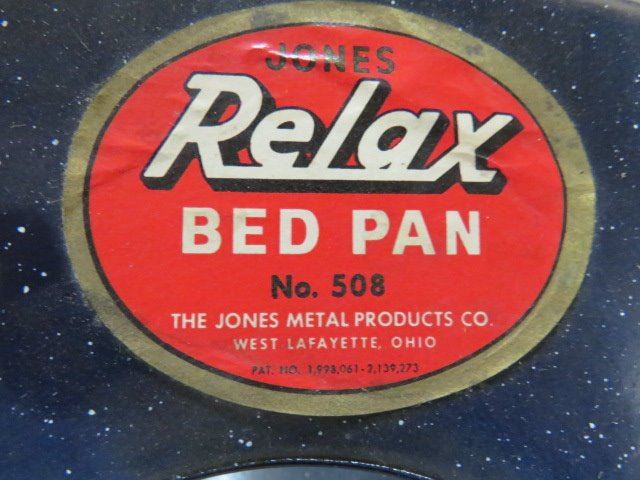 JONES
Relax
BED PAN
No. 508
THE JONES METAL PRODUCTS CO.
WEST LAFAYETTE, OHIO
PAT. NO. 1,998,061 - 2,139,273